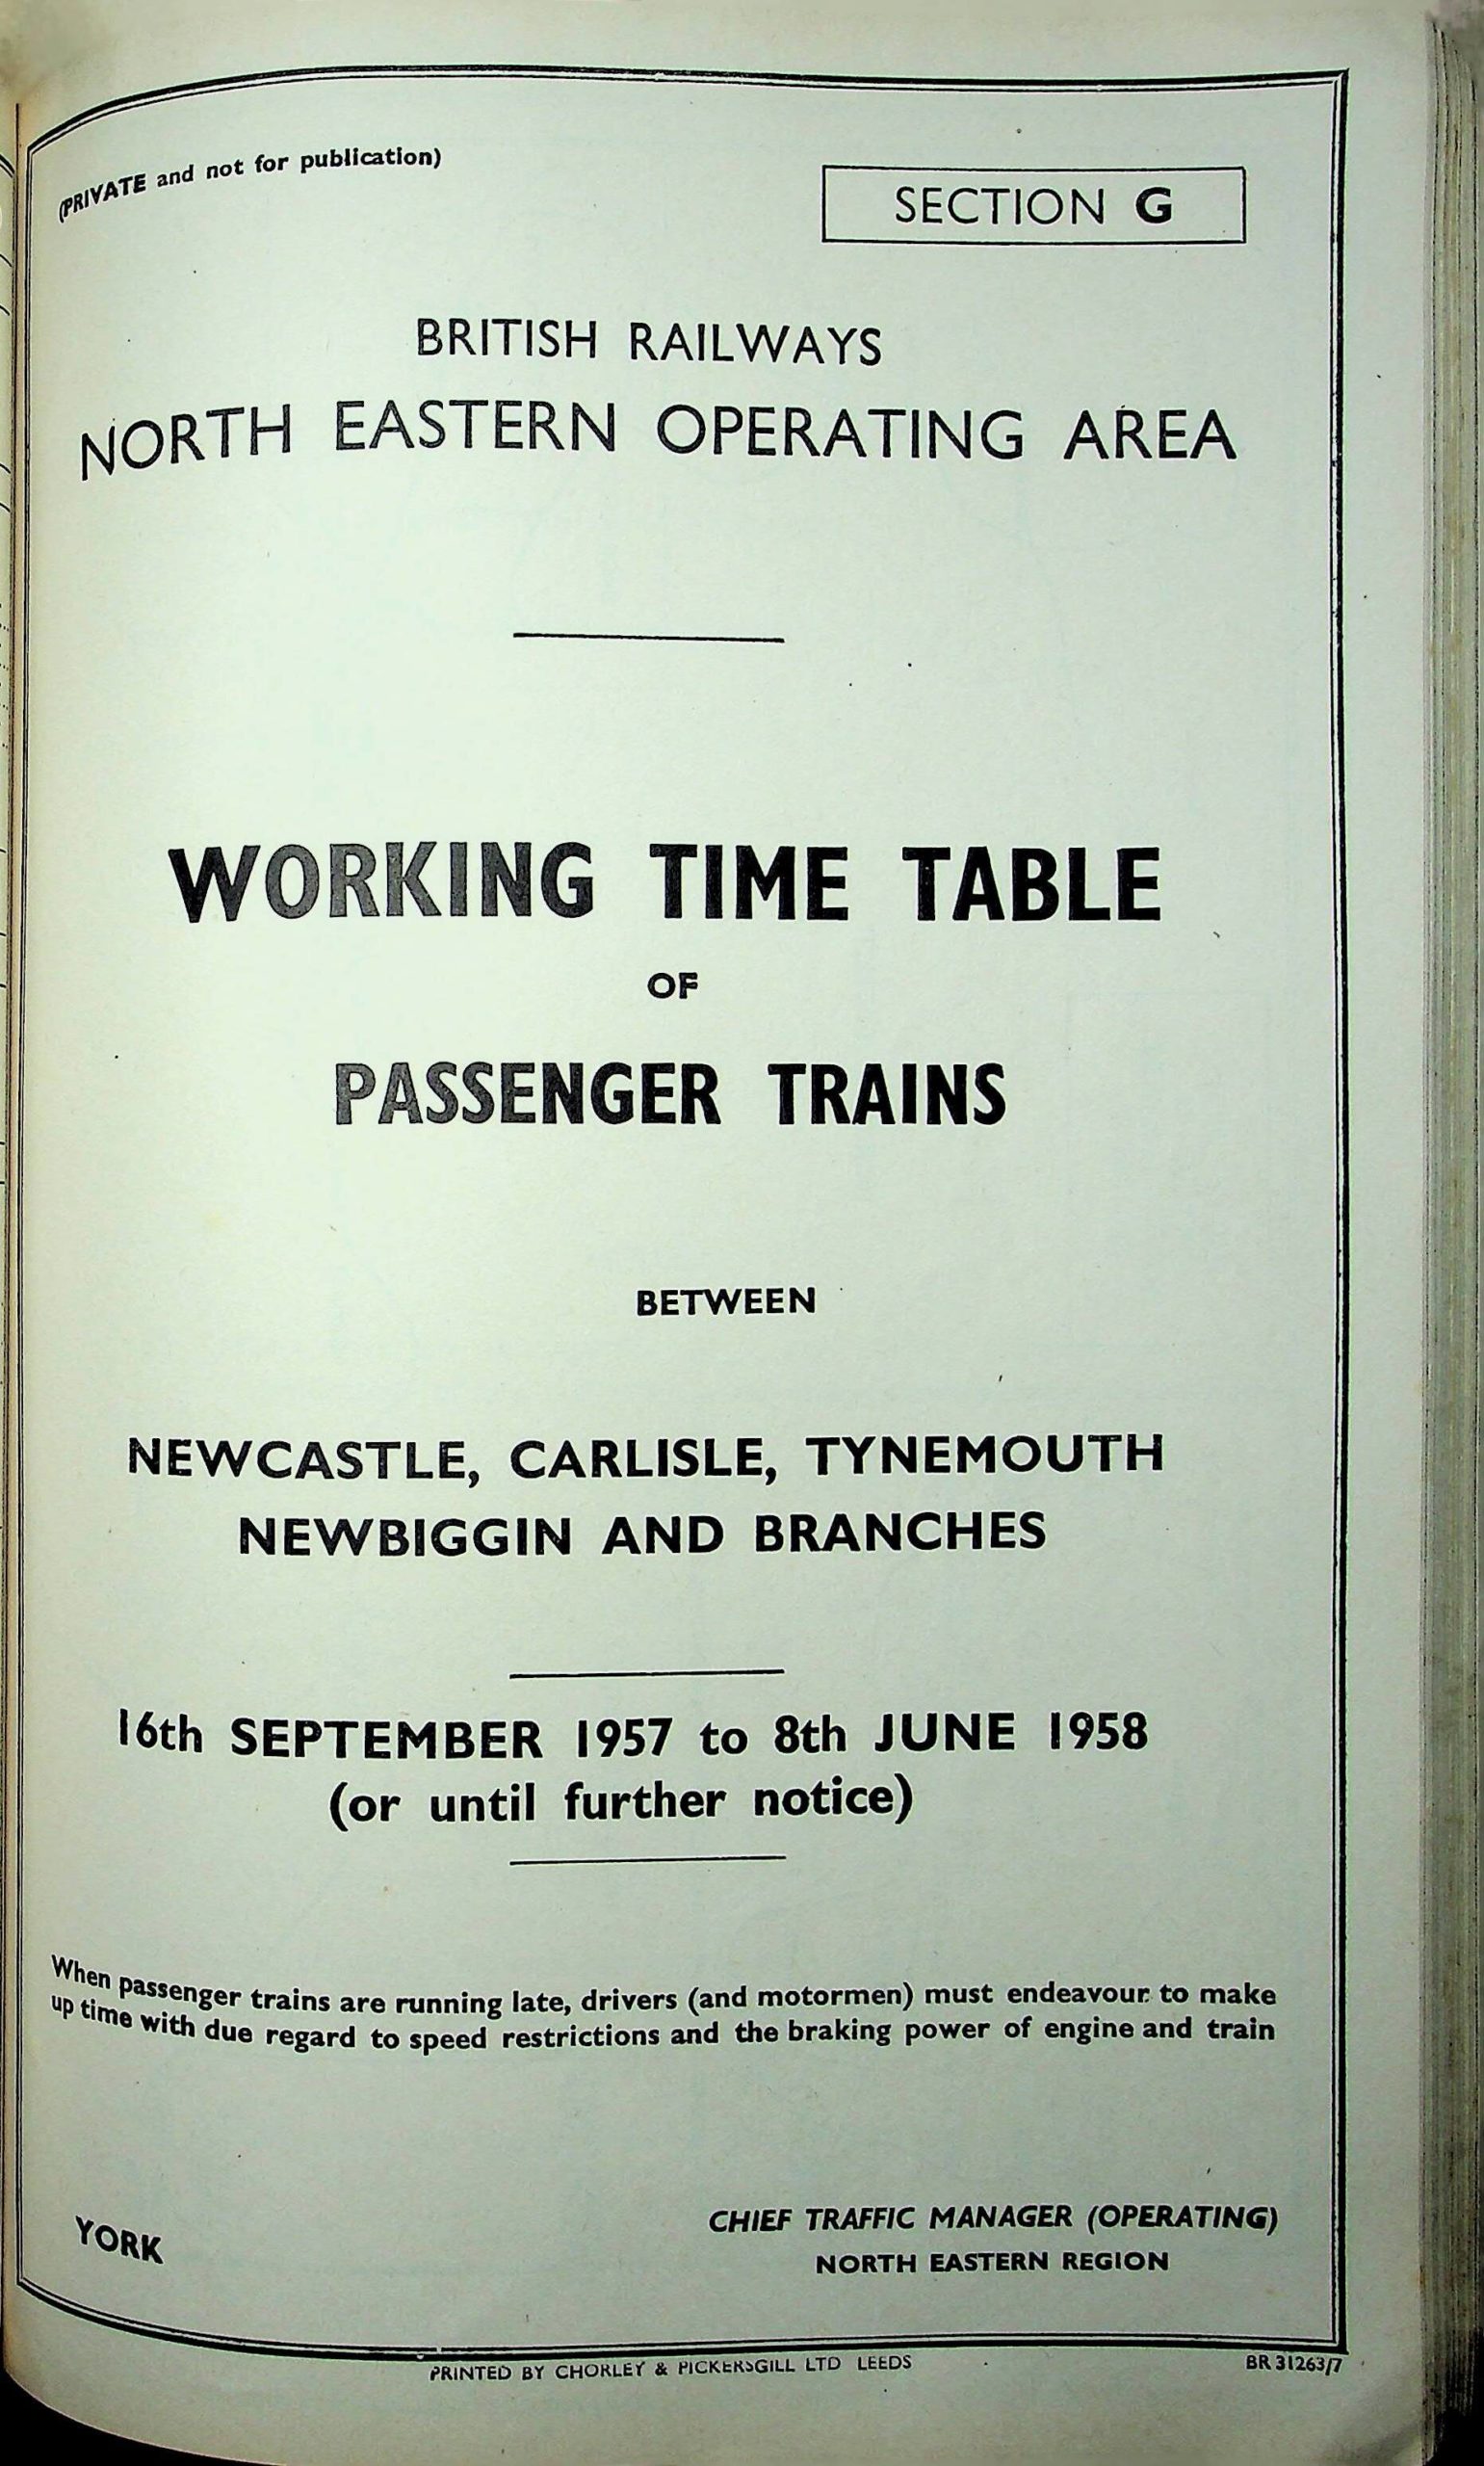 (PRIVATE and not for publication)
SECTION G
BRITISH RAILWAYS
NORTH EASTERN OPERATING AREA
WORKING TIME TABLE
OF
PASSENGER TRAINS
BETWEEN
NEWCASTLE, CARLISLE, TYNEMOUTH
NEWBIGGIN AND BRANCHES
16th SEPTEMBER 1957 to 8th JUNE 1958
(or until further notice)
When passenger trains are running late, drivers (and motormen) must endeavour to make
up time with due regard to speed restrictions and the braking power of engine and train
YORK
CHIEF TRAFFIC MANAGER (OPERATING)
NORTH EASTERN REGION
PRINTED BY CHORLEY & PICKERSGILL LTD LEEDS
BR 31263/7